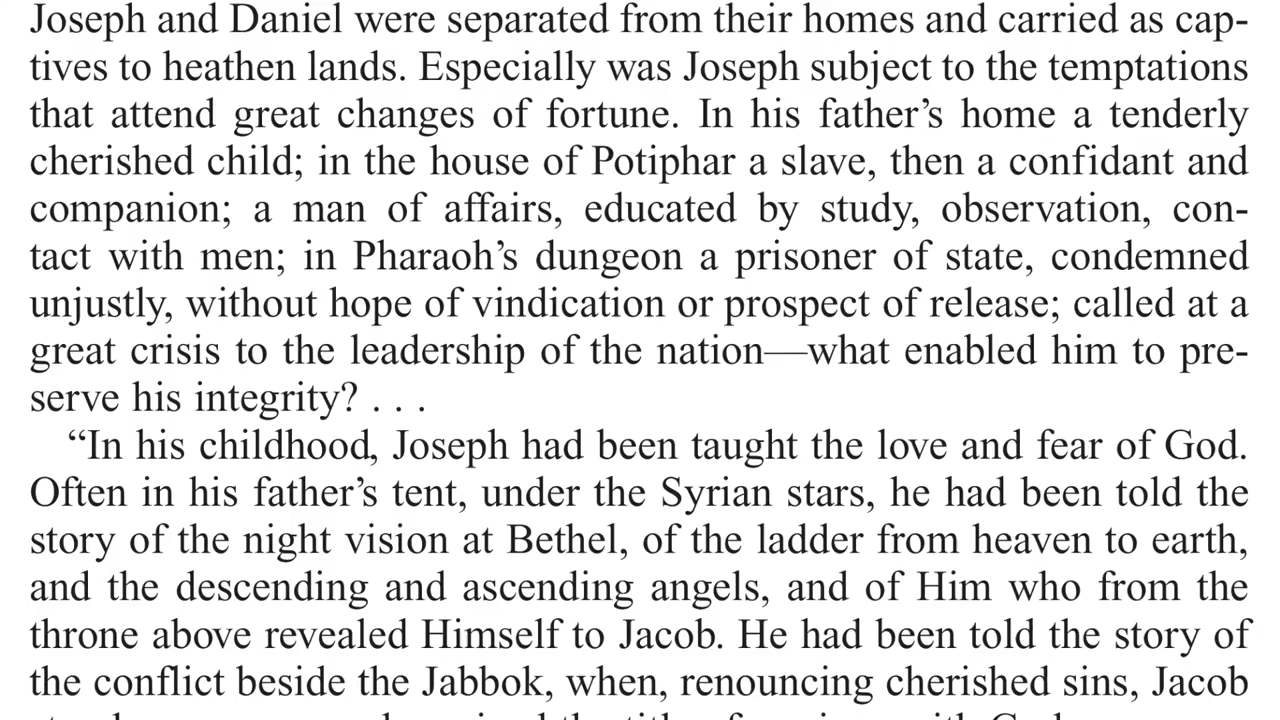 Joseph and Daniel were separated from their homes and carried as cap-
tives to heathen lands. Especially was Joseph subject to the temptations
that attend great changes of fortune. In his father’s home a tenderly
cherished child; in the house of Potiphar a slave, then a confidant and
companion; a man of affairs, educated by study, observation, con-
tact with men; in Pharaoh’s dungeon a prisoner of state, condemned
unjustly, without hope of vindication or prospect of release; called at a
great crisis to the leadership of the nation—what enabled him to pre-
serve his integrity? . . .
“In his childhood, Joseph had been taught the love and fear of God.
Often in his father’s tent, under the Syrian stars, he had been told the
story of the night vision at Bethel, of the ladder from heaven to earth,
and the descending and ascending angels, and of Him who from the
throne above revealed Himself to Jacob. He had been told the story of
the conflict beside the Jabbok, when, renouncing cherished sins, Jacob